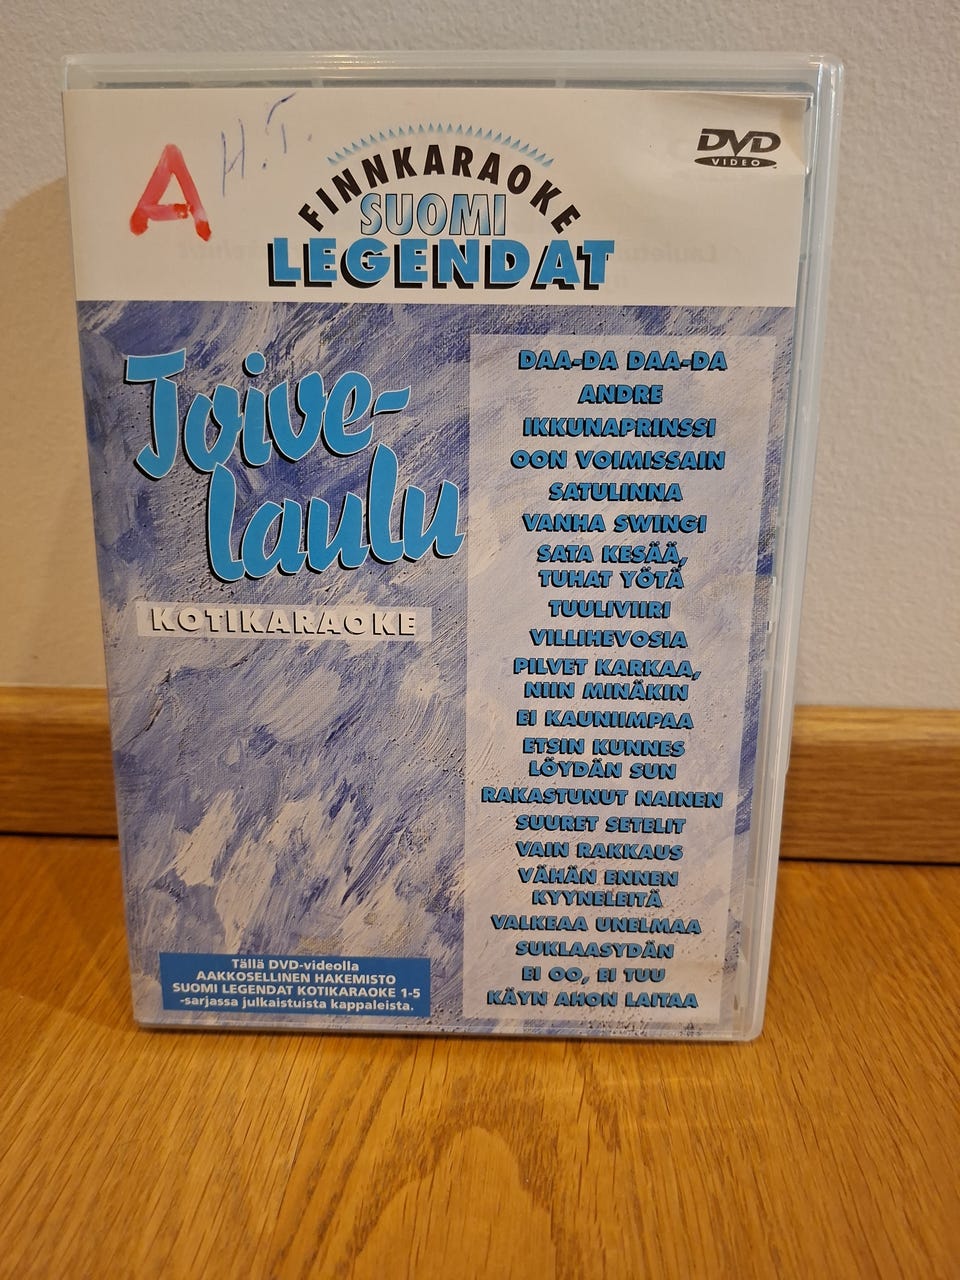 A
H.T.
FINNKARAOKE
SUOMI
LEGENDAT
DVD
VIDEO
Toive-
laulu
KOTIKARAOKE
DAA-DA DAA-DA
ANDRE
IKKUNAPRINSSI
OON VOIMISSAIN
SATULINNA
VANHA SWINGI
SATA KESÄÄ,
TUHAT YÖTÄ
TUULIVIIRI
VILLIHEVOSIA
PILVET KARKAA,
NIIN MINÄKIN
EI KAUNIIMPAA
ETSIN KUNNES
LÖYDÄN SUN
RAKASTUNUT NAINEN
SUURET SETELIT
VAIN RAKKAUS
VÄHÄN ENNEN
KYYNELEITÄ
VALKEAA UNELMAA
SUKLAASYDÄN
EI OO, EI TUU
KÄYN AHON LAITAA
Tällä DVD-videolla
AAKKOSELLINEN HAKEMISTO
SUOMI LEGENDAT KOTIKARAOKE 1-5
-sarjassa julkaistuista kappaleista.